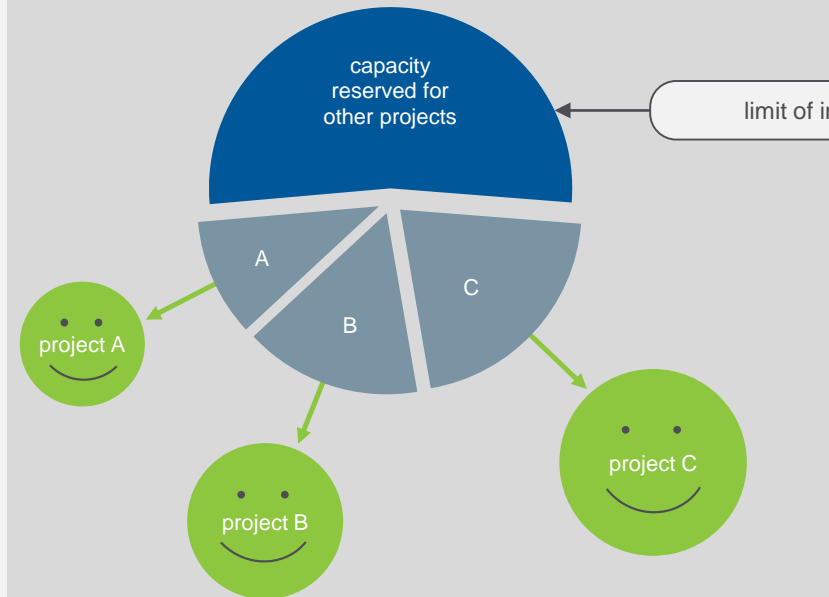 capacity
reserved for
other projects
limit of
A
B
C
project A
project B
project C